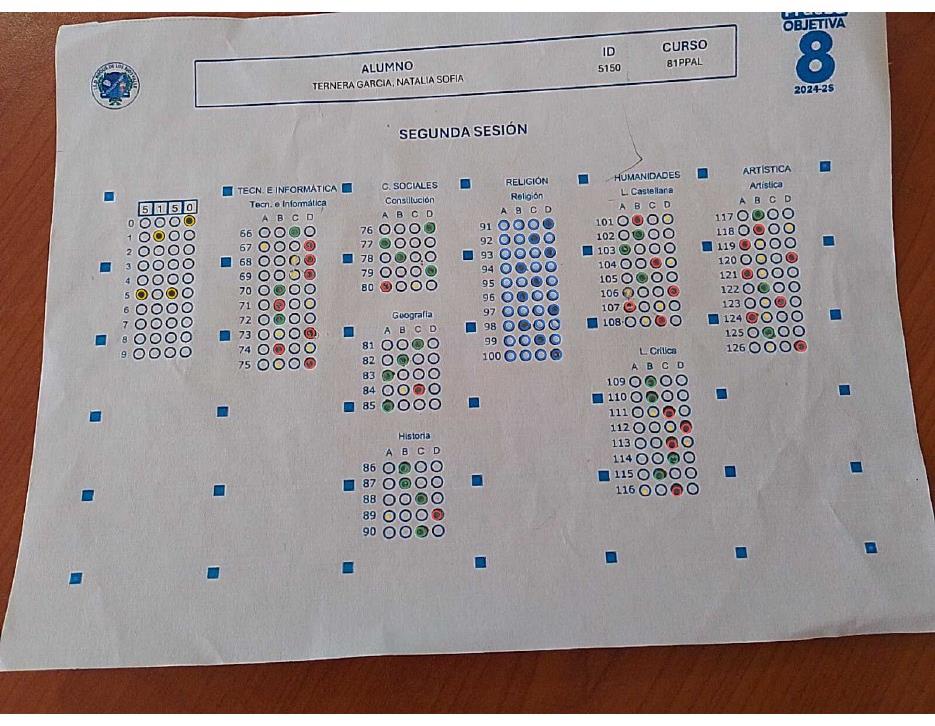 OBJETIVA
8
2024-25
ALUMNO
TERNERA GARCIA, NATALIA SOFIA
ID
5150
CURSO
81PPAL
SEGUNDA SESIÓN
5 1 5 0
0
1
2
3
4
5
6
7
8
9
TECN. E INFORMÁTICA
Tecn. e Informática
A B C D
66
67
68
69
70
71
72
73
74
75
C. SOCIALES
Constitución
A B C D
76
77
78
79
80
Geografía
A B C D
81
82
83
84
85
Historia
A B C D
86
87
88
89
90
RELIGIÓN
Religión
A B C D
91
92
93
94
95
96
97
98
99
100
HUMANIDADES
L. Castellana
A B C D
101
102
103
104
105
106
107
108
L. Crítica
A B C D
109
110
111
112
113
114
115
116
ARTÍSTICA
Artística
A B C D
117
118
119
120
121
122
123
124
125
126